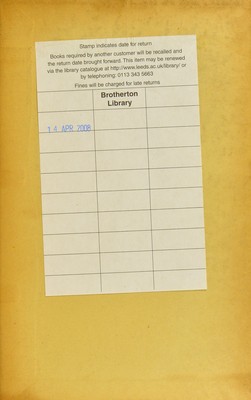 Stamp indicates date for return
Books required by another customer will be recalled and
the return date brought forward. This item may be renewed
via the library catalogue at http://www.leeds.ac.uk/library/ or
by telephoning: 0113 343 5663
Fines will be charged for late returns
Brotherton
Library
14 APR 2008